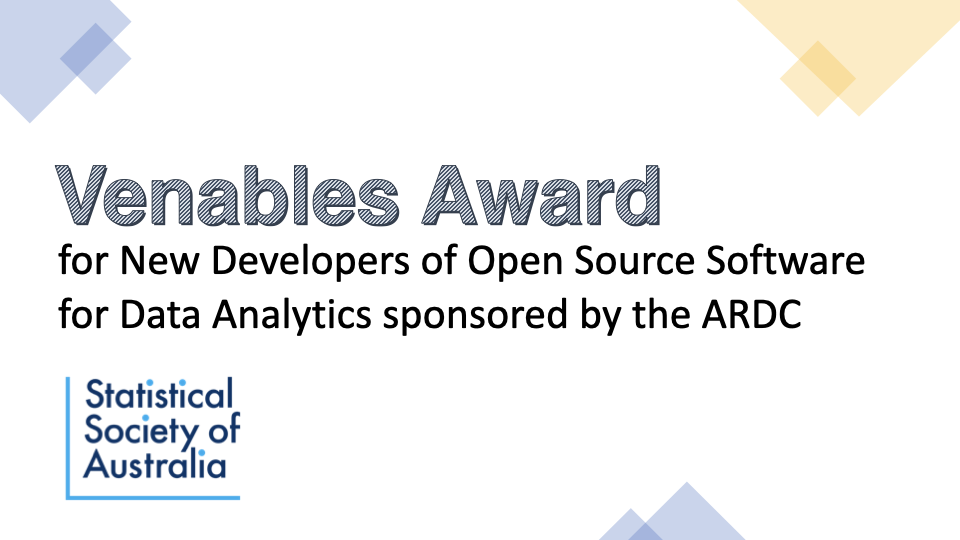 Venables Award
for New Developers of Open Source Software
for Data Analytics sponsored by the ARDC
Statistical
Society of
Australia